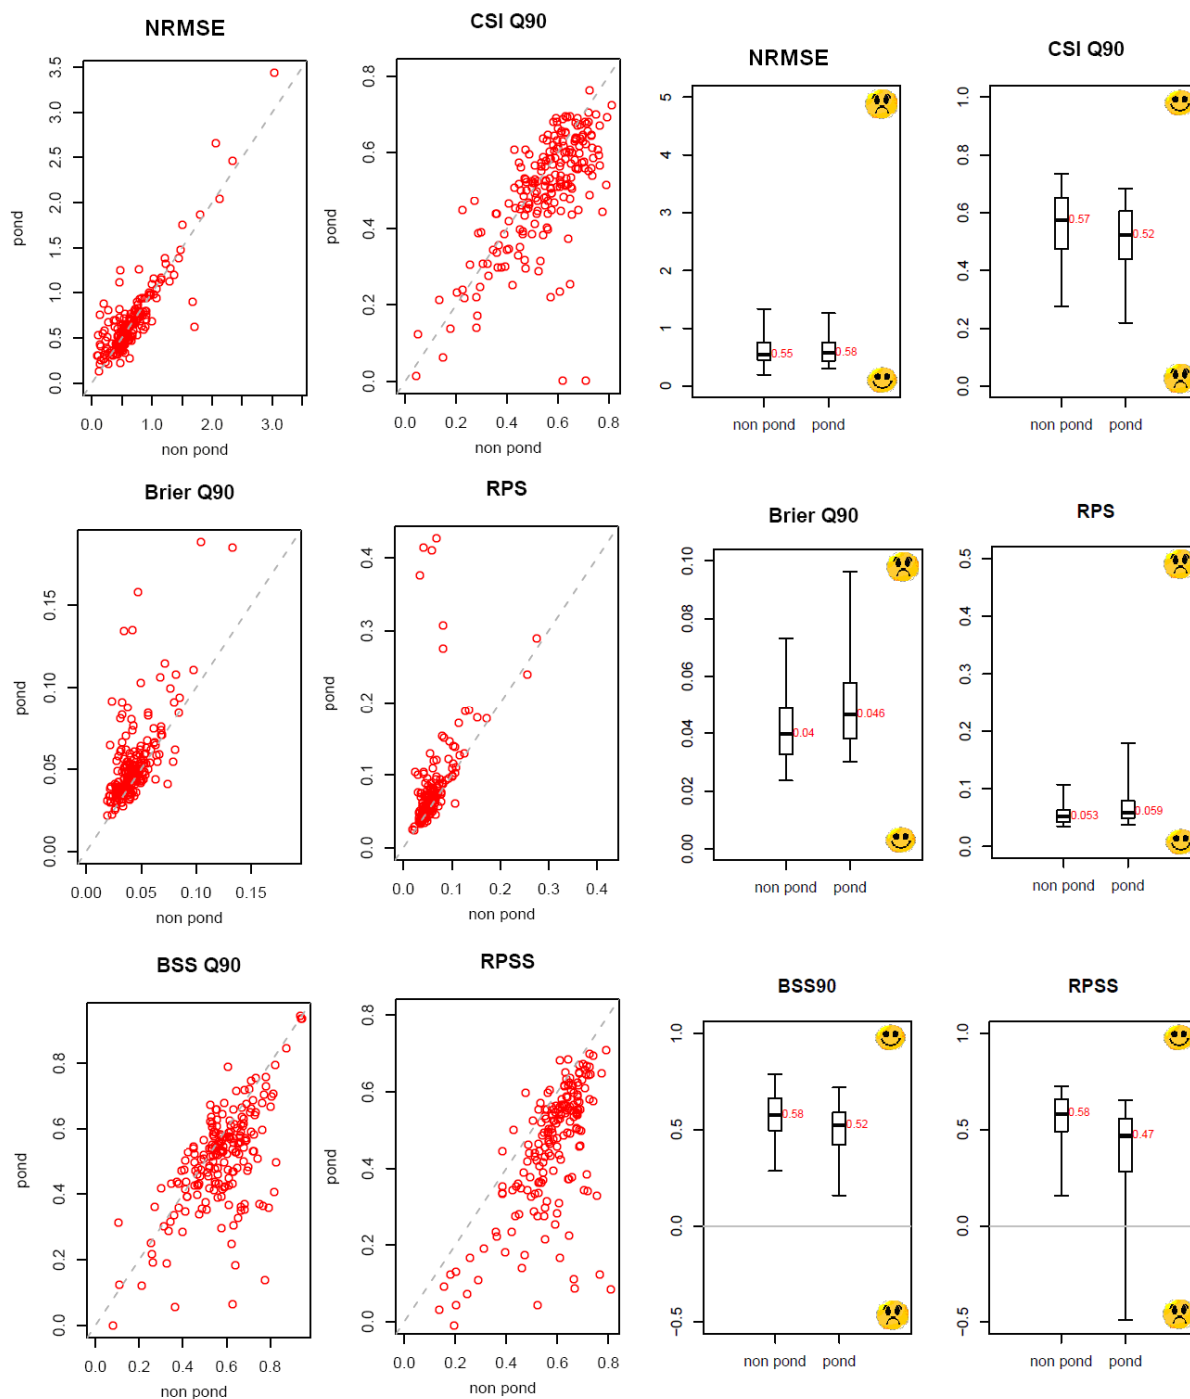 NRMSE
CSI Q90
NRMSE
CSI Q90
pond
0.0 0.5 1.0 1.5 2.0 2.5 3.0 3.5
0.0 1.0 2.0 3.0
non pond
pond
0.0 0.2 0.4 0.6 0.8
0.0 0.2 0.4 0.6 0.8
non pond
0 1 2 3 4 5
0.55
0.58
non pond pond
0.0 0.2 0.4 0.6 0.8 1.0
0.57
0.52
non pond pond
Brier Q90
RPS
Brier Q90
RPS
pond
0.00 0.05 0.10 0.15
0.00 0.05 0.10 0.15
non pond
pond
0.0 0.1 0.2 0.3 0.4
0.0 0.1 0.2 0.3 0.4
non pond
0.00 0.02 0.04 0.06 0.08 0.10
0.04
0.046
non pond pond
0.0 0.1 0.2 0.3 0.4 0.5
0.053
0.059
non pond pond
BSS Q90
RPSS
BSS90
RPSS
pond
0.0 0.2 0.4 0.6 0.8
0.0 0.2 0.4 0.6 0.8
non pond
pond
0.0 0.2 0.4 0.6 0.8
0.0 0.2 0.4 0.6 0.8
non pond
−0.5 0.0 0.5 1.0
0.58
0.52
non pond pond
−0.5 0.0 0.5 1.0
0.58
0.47
non pond pond